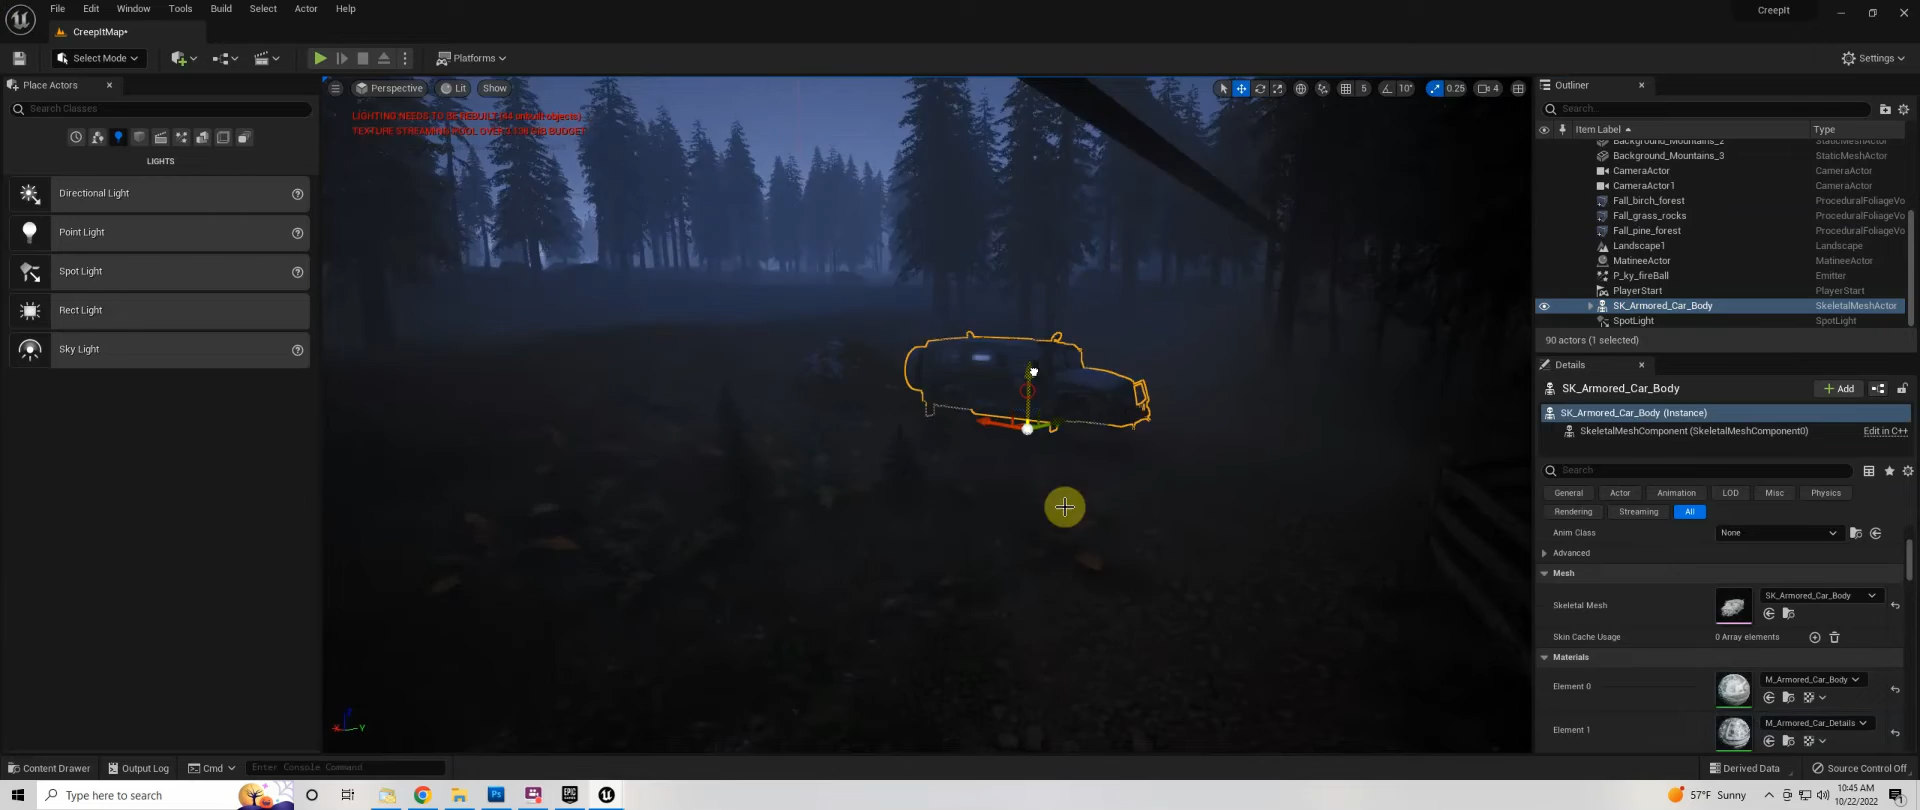 File Edit Window Tools Build Select Actor Help
CreepIt
CreepItMap*
Select Mode
Platforms
Settings
Place Actors
Search Classes
LIGHTS
Directional Light
Point Light
Spot Light
Rect Light
Sky Light
Perspective Lit Show
5 10° 0.25 4
LIGHTING NEEDS TO BE REBUILT (44 unbuilt objects)
TEXTURE STREAMING POOL OVER
BUDGET
Z
X
Y
Outliner
Search...
Item Label Type
Background_Mountains_2 StaticMeshActor
Background_Mountains_3 StaticMeshActor
CameraActor CameraActor
CameraActor1 CameraActor
Fall_birch_forest ProceduralFoliageVo
Fall_grass_rocks ProceduralFoliageVo
Fall_pine_forest ProceduralFoliageVo
Landscape1 Landscape
MatineeActor MatineeActor
P_ky_fireBall Emitter
PlayerStart PlayerStart
SK_Armored_Car_Body SkeletalMeshActor
SpotLight SpotLight
90 actors (1 selected)
Details
SK_Armored_Car_Body
Add
SK_Armored_Car_Body (Instance)
SkeletalMeshComponent (SkeletalMeshComponent0) Edit in C++
Search
General Actor Animation LOD Misc Physics
Rendering Streaming All
Anim Class None
Advanced
Mesh
Skeletal Mesh SK_Armored_Car_Body
Skin Cache Usage 0 Array elements
Materials
Element 0 M_Armored_Car_Body
Element 1 M_Armored_Car_Details
Content Drawer Output Log Cmd Enter Console Command
Derived Data Source Control Off
Type here to search
57°F Sunny
10:45 AM
10/22/2022